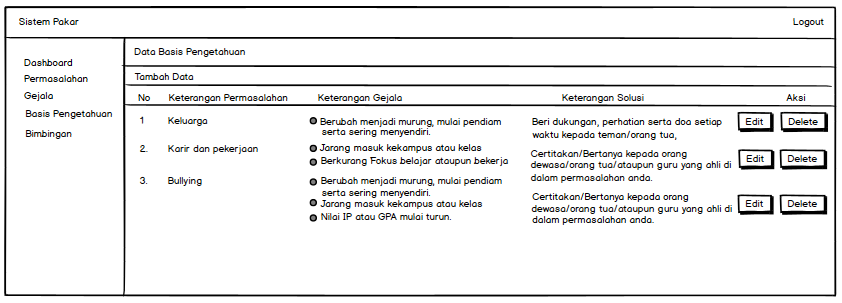 Sistem Pakar
Logout
Dashboard
Permasalahan
Gejala
Basis Pengetahuan
Bimbingan
Data Basis Pengetahuan
Tambah Data
No Keterangan Permasalahan Keterangan Gejala Keterangan Solusi Aksi
1 Keluarga
Berubah menjadi murung, mulai pendiam
serta sering menyendiri.
Beri dukungan, perhatian serta doa setiap
waktu kepada teman/orang tua,
Edit Delete
2. Karir dan pekerjaan
Jarang masuk kekampus atau kelas
Berkurang Fokus belajar ataupun bekerja
Certitakan/Bertanya kepada orang
dewasa/orang tua/ataupun guru yang ahli di
dalam permasalahan anda.
Edit Delete
3. Bullying
Berubah menjadi murung, mulai pendiam
serta sering menyendiri.
Jarang masuk kekampus atau kelas
Nilai IP atau GPA mulai turun.
Certitakan/Bertanya kepada orang
dewasa/orang tua/ataupun guru yang ahli di
dalam permasalahan anda.
Edit Delete